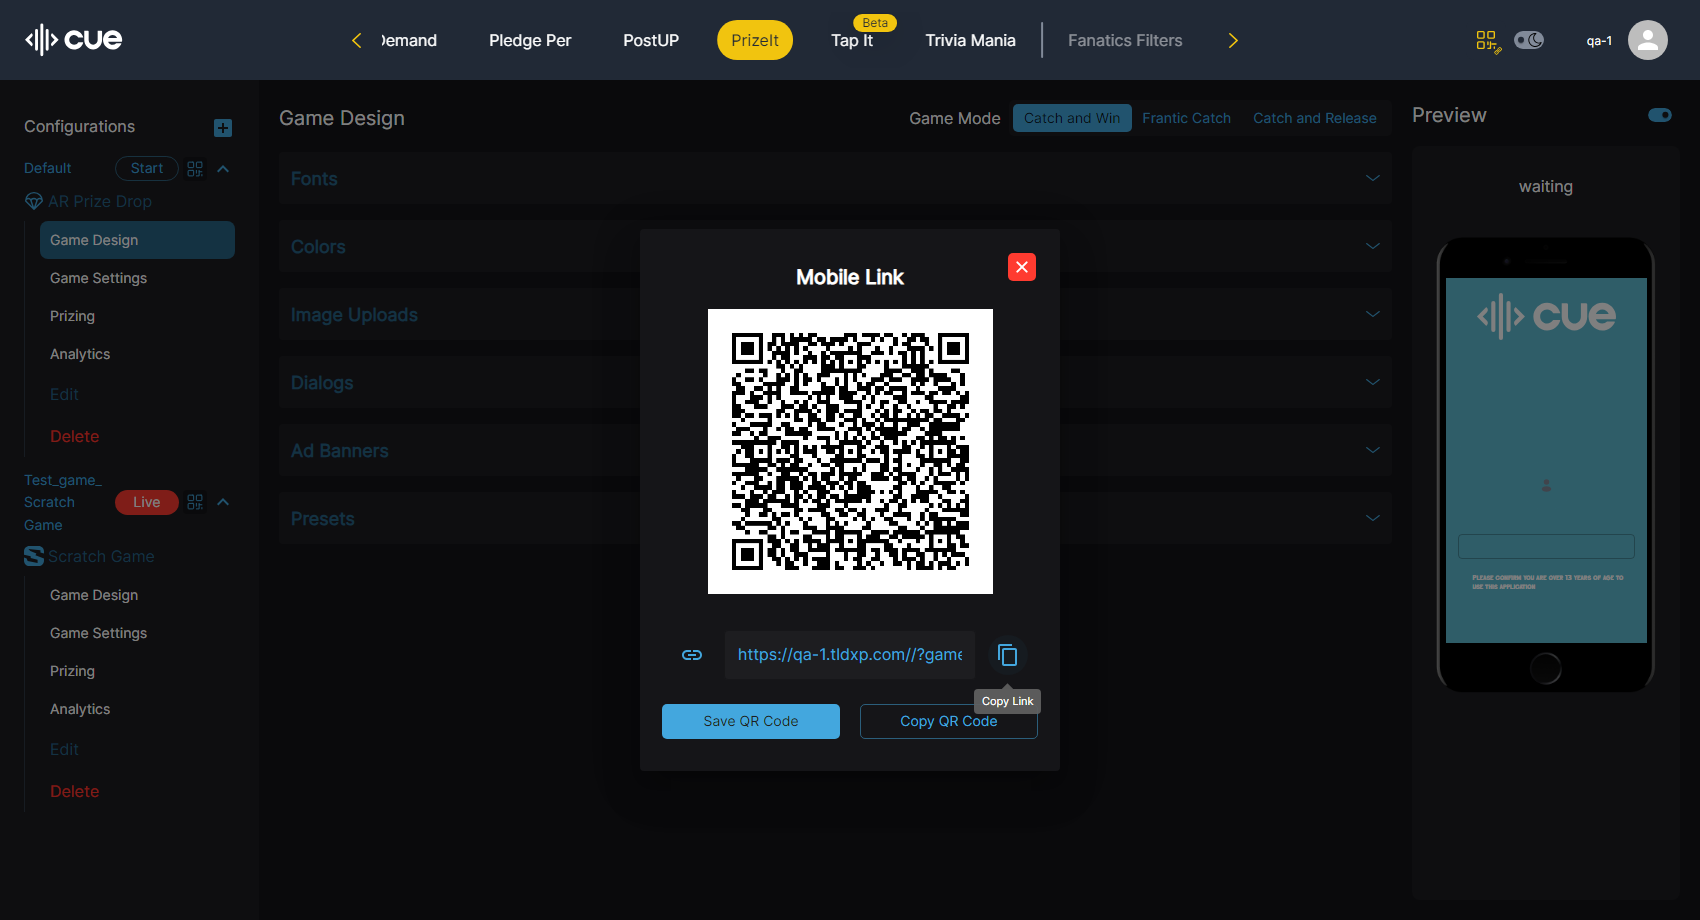 cue
Demand
Pledge Per
PostUP
PrizeIt
Beta
Tap It
Trivia Mania
Fanatics Filters
qa-1
Configurations
Default
Start
AR Prize Drop
Game Design
Game Settings
Prizing
Analytics
Edit
Delete
Test_game_
Scratch
Game
Live
Scratch Game
Game Design
Game Settings
Prizing
Analytics
Edit
Delete
Game Design
Game Mode
Catch and Win
Frantic Catch
Catch and Release
Fonts
Colors
Image Uploads
Dialogs
Ad Banners
Presets
Mobile Link
https://qa-1.tldxp.com//?game
Copy Link
Save QR Code
Copy QR Code
Preview
waiting
cue
Please confirm you are over 13 years of age to
use this application